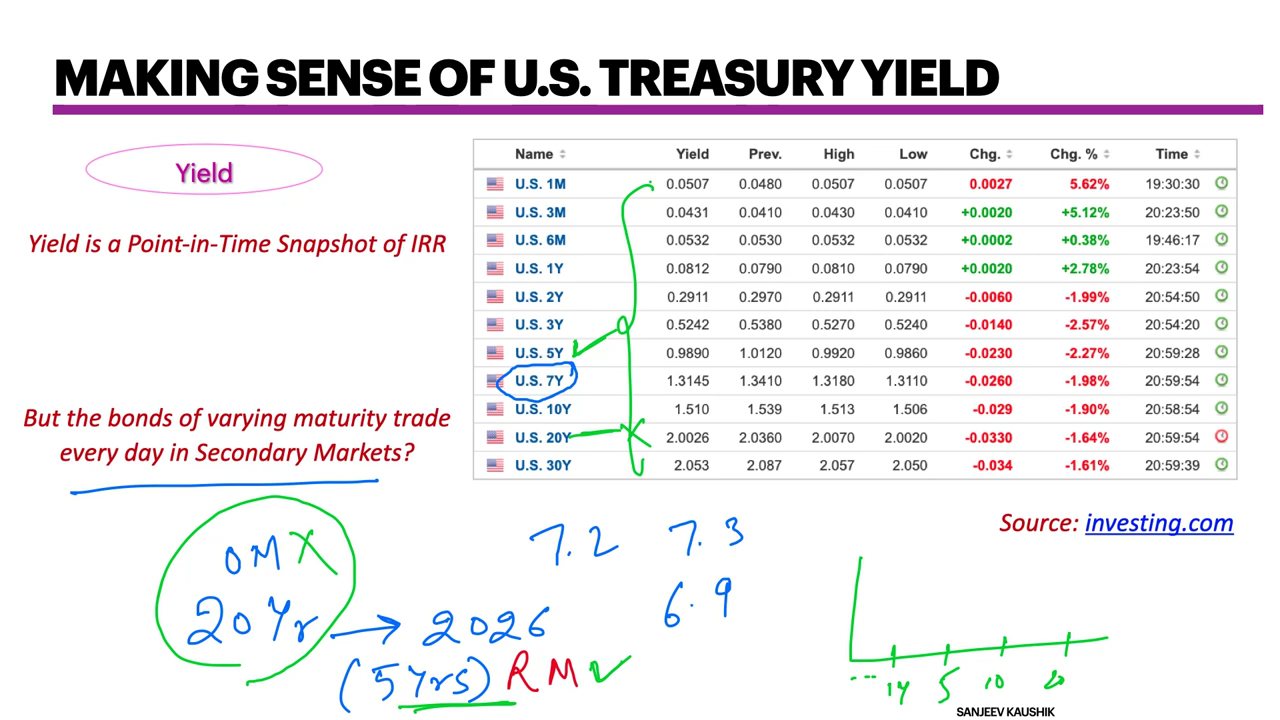 MAKING SENSE OF U.S. TREASURY YIELD
Yield
Yield is a Point-in-Time Snapshot of IRR
But the bonds of varying maturity trade
every day in Secondary Markets?
Name Yield Prev. High Low Chg. Chg. % Time
U.S. 1M 0.0507 0.0480 0.0507 0.0507 0.0027 5.62% 19:30:30
U.S. 3M 0.0431 0.0410 0.0430 0.0410 +0.0020 +5.12% 20:23:50
U.S. 6M 0.0532 0.0530 0.0532 0.0532 +0.0002 +0.38% 19:46:17
U.S. 1Y 0.0812 0.0790 0.0810 0.0790 +0.0020 +2.78% 20:23:54
U.S. 2Y 0.2911 0.2970 0.2911 0.2911 -0.0060 -1.99% 20:54:50
U.S. 3Y 0.5242 0.5380 0.5270 0.5240 -0.0140 -2.57% 20:54:20
U.S. 5Y 0.9890 1.0120 0.9920 0.9860 -0.0230 -2.27% 20:59:28
U.S. 7Y 1.3145 1.3410 1.3180 1.3110 -0.0260 -1.98% 20:59:54
U.S. 10Y 1.510 1.539 1.513 1.506 -0.029 -1.90% 20:58:54
U.S. 20Y 2.0026 2.0360 2.0070 2.0020 -0.0330 -1.64% 20:59:54
U.S. 30Y 2.053 2.087 2.057 2.050 -0.034 -1.61% 20:59:39
Source: investing.com
7.2 7.3
6.9
OM
20 Yr → 2026
(5 Yrs) RM
1Y 5 10 20
SANJEEV KAUSHIK